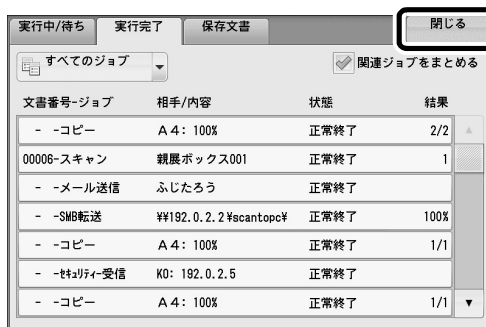 実行中/待ち 実行完了 保存文書 閉じる
すべてのジョブ 関連ジョブをまとめる
文書番号-ジョブ 相手/内容 状態 結果
- -コピー A4: 100% 正常終了 2/2
00006-スキャン 親展ボックス001 正常終了 1
- -メール送信 ふじたろう 正常終了
- -SMB転送 ¥¥192.0.2.2¥scantopc¥ 正常終了 100%
- -コピー A4: 100% 正常終了 1/1
- -ｾｷｭﾘﾃｨｰ受信 KO: 192.0.2.5 正常終了
- -コピー A4: 100% 正常終了 1/1